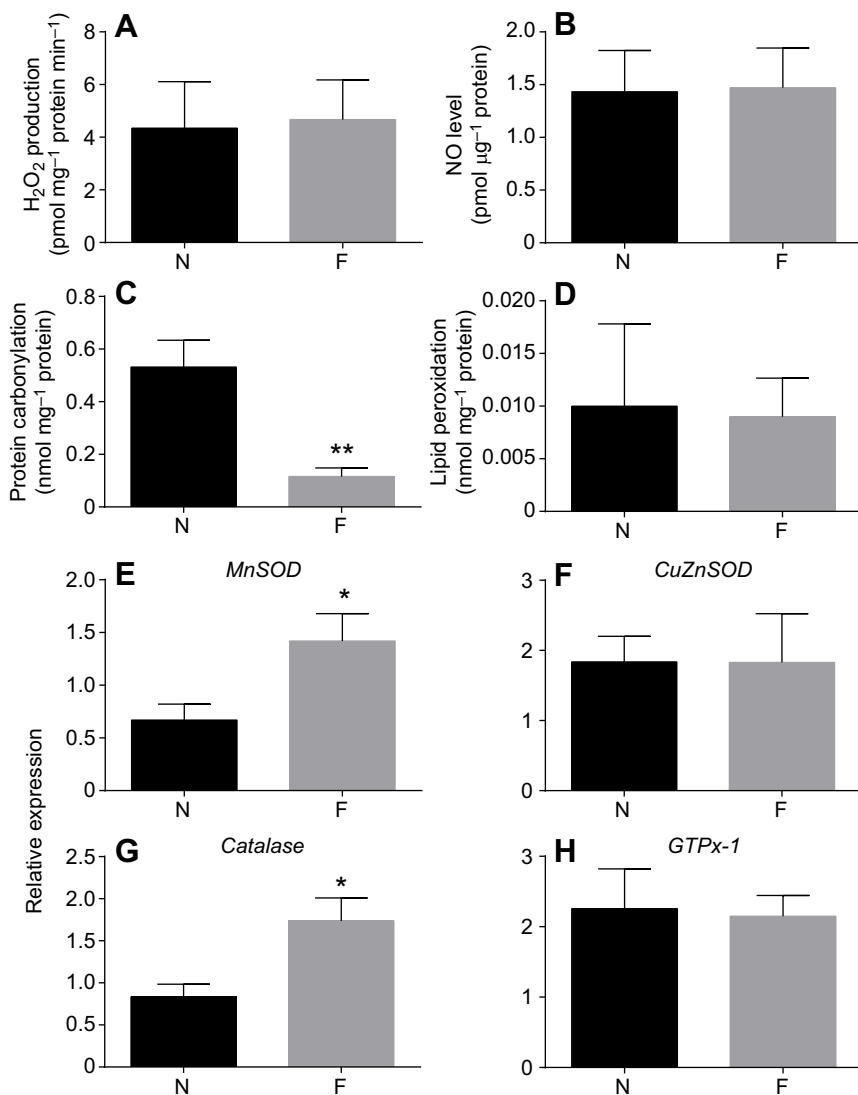 A
H₂O₂ production
(pmol mg⁻¹ protein min⁻¹)
8
6
4
2
0
N F
B
NO level
(pmol µg⁻¹ protein)
2.0
1.5
1.0
0.5
0
N F
C
Protein carbonylation
(nmol mg⁻¹ protein)
0.8
0.6
0.4
0.2
0
**
N F
D
Lipid peroxidation
(nmol mg⁻¹ protein)
0.020
0.015
0.010
0.005
0
N F
Relative expression
E
MnSOD
2.0
1.5
1.0
0.5
0
*
N F
F
CuZnSOD
3
2
1
0
N F
G
Catalase
2.5
2.0
1.5
1.0
0.5
0
*
N F
H
GTPx-1
3
2
1
0
N F